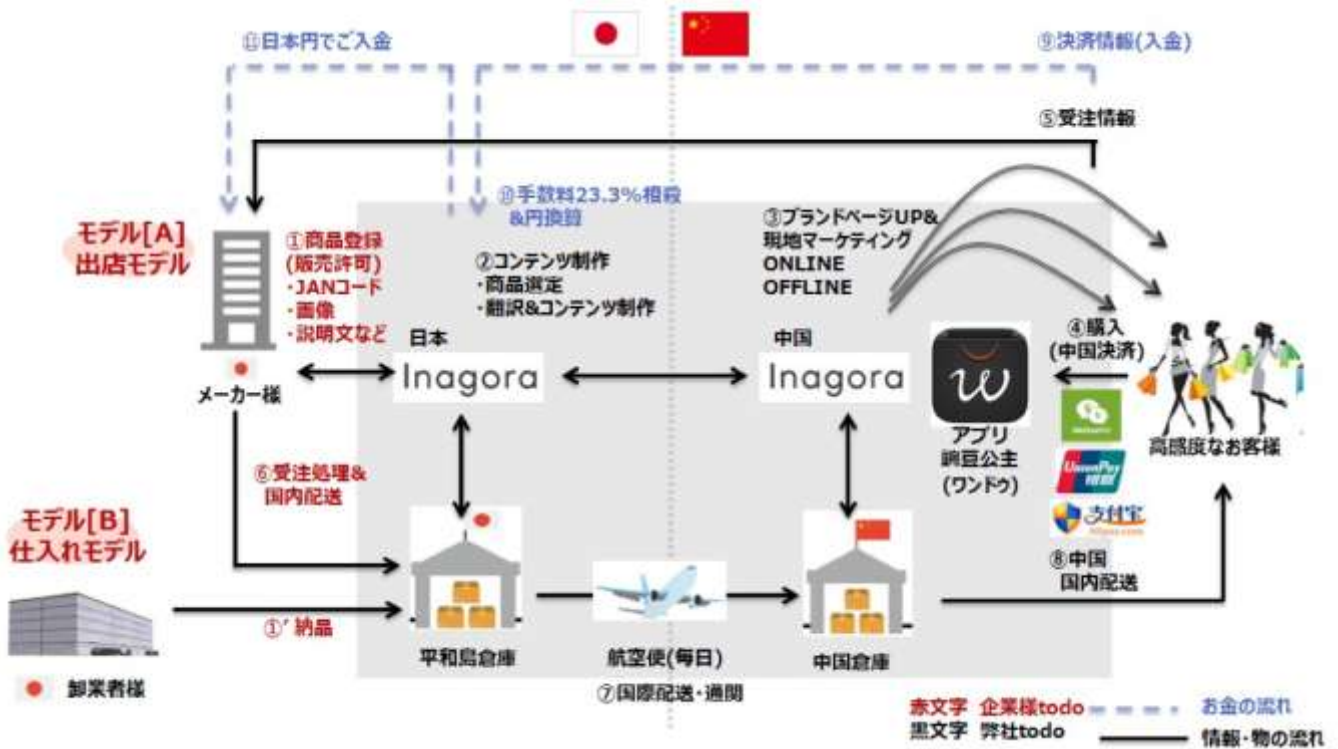 ⑪日本円でご入金
⑨決済情報(入金)
⑤受注情報
⑩手数料23.3%相殺
&円換算
モデル[A]
出店モデル
①商品登録
(販売許可)
・JANコード
・画像
・説明文など
②コンテンツ制作
・商品選定
・翻訳&コンテンツ制作
③ブランドページUP&
現地マーケティング
ONLINE
OFFLINE
日本
Inagora
中国
Inagora
④購入
(中国決済)
メーカー様
アプリ
豌豆公主
(ワンドゥ)
高感度なお客様
UnionPay
银联
支付宝
⑥受注処理&
国内配送
モデル[B]
仕入れモデル
⑧中国
国内配送
①’納品
平和島倉庫
航空便(毎日)
中国倉庫
卸業者様
⑦国際配送・通関
赤文字 企業様todo
お金の流れ
黒文字 弊社todo
情報・物の流れ